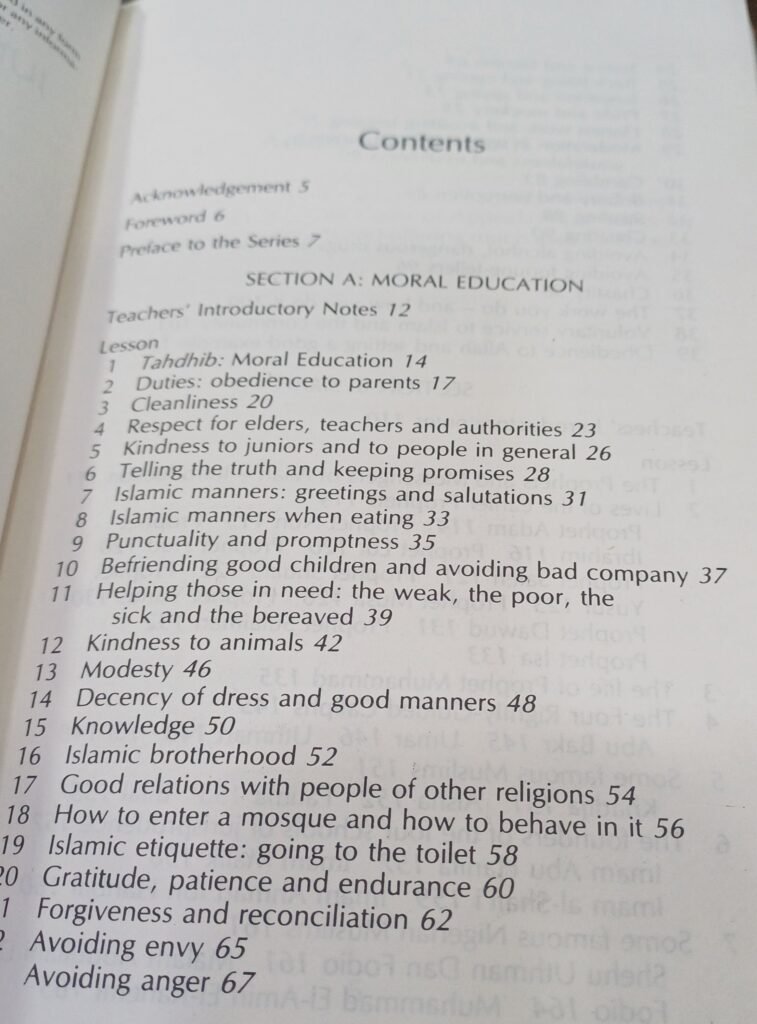 Contents
Acknowledgement 5
Foreword 6
Preface to the Series 7
SECTION A: MORAL EDUCATION
Teachers' Introductory Notes 12
Lesson
1 Tahdhib: Moral Education 14
2 Duties: obedience to parents 17
3 Cleanliness 20
4 Respect for elders, teachers and authorities 23
5 Kindness to juniors and to people in general 26
6 Telling the truth and keeping promises 28
7 Islamic manners: greetings and salutations 31
8 Islamic manners when eating 33
9 Punctuality and promptness 35
10 Befriending good children and avoiding bad company 37
11 Helping those in need: the weak, the poor, the
sick and the bereaved 39
12 Kindness to animals 42
13 Modesty 46
14 Decency of dress and good manners 48
15 Knowledge 50
16 Islamic brotherhood 52
17 Good relations with people of other religions 54
18 How to enter a mosque and how to behave in it 56
19 Islamic etiquette: going to the toilet 58
20 Gratitude, patience and endurance 60
1 Forgiveness and reconciliation 62
2 Avoiding envy 65
Avoiding anger 67